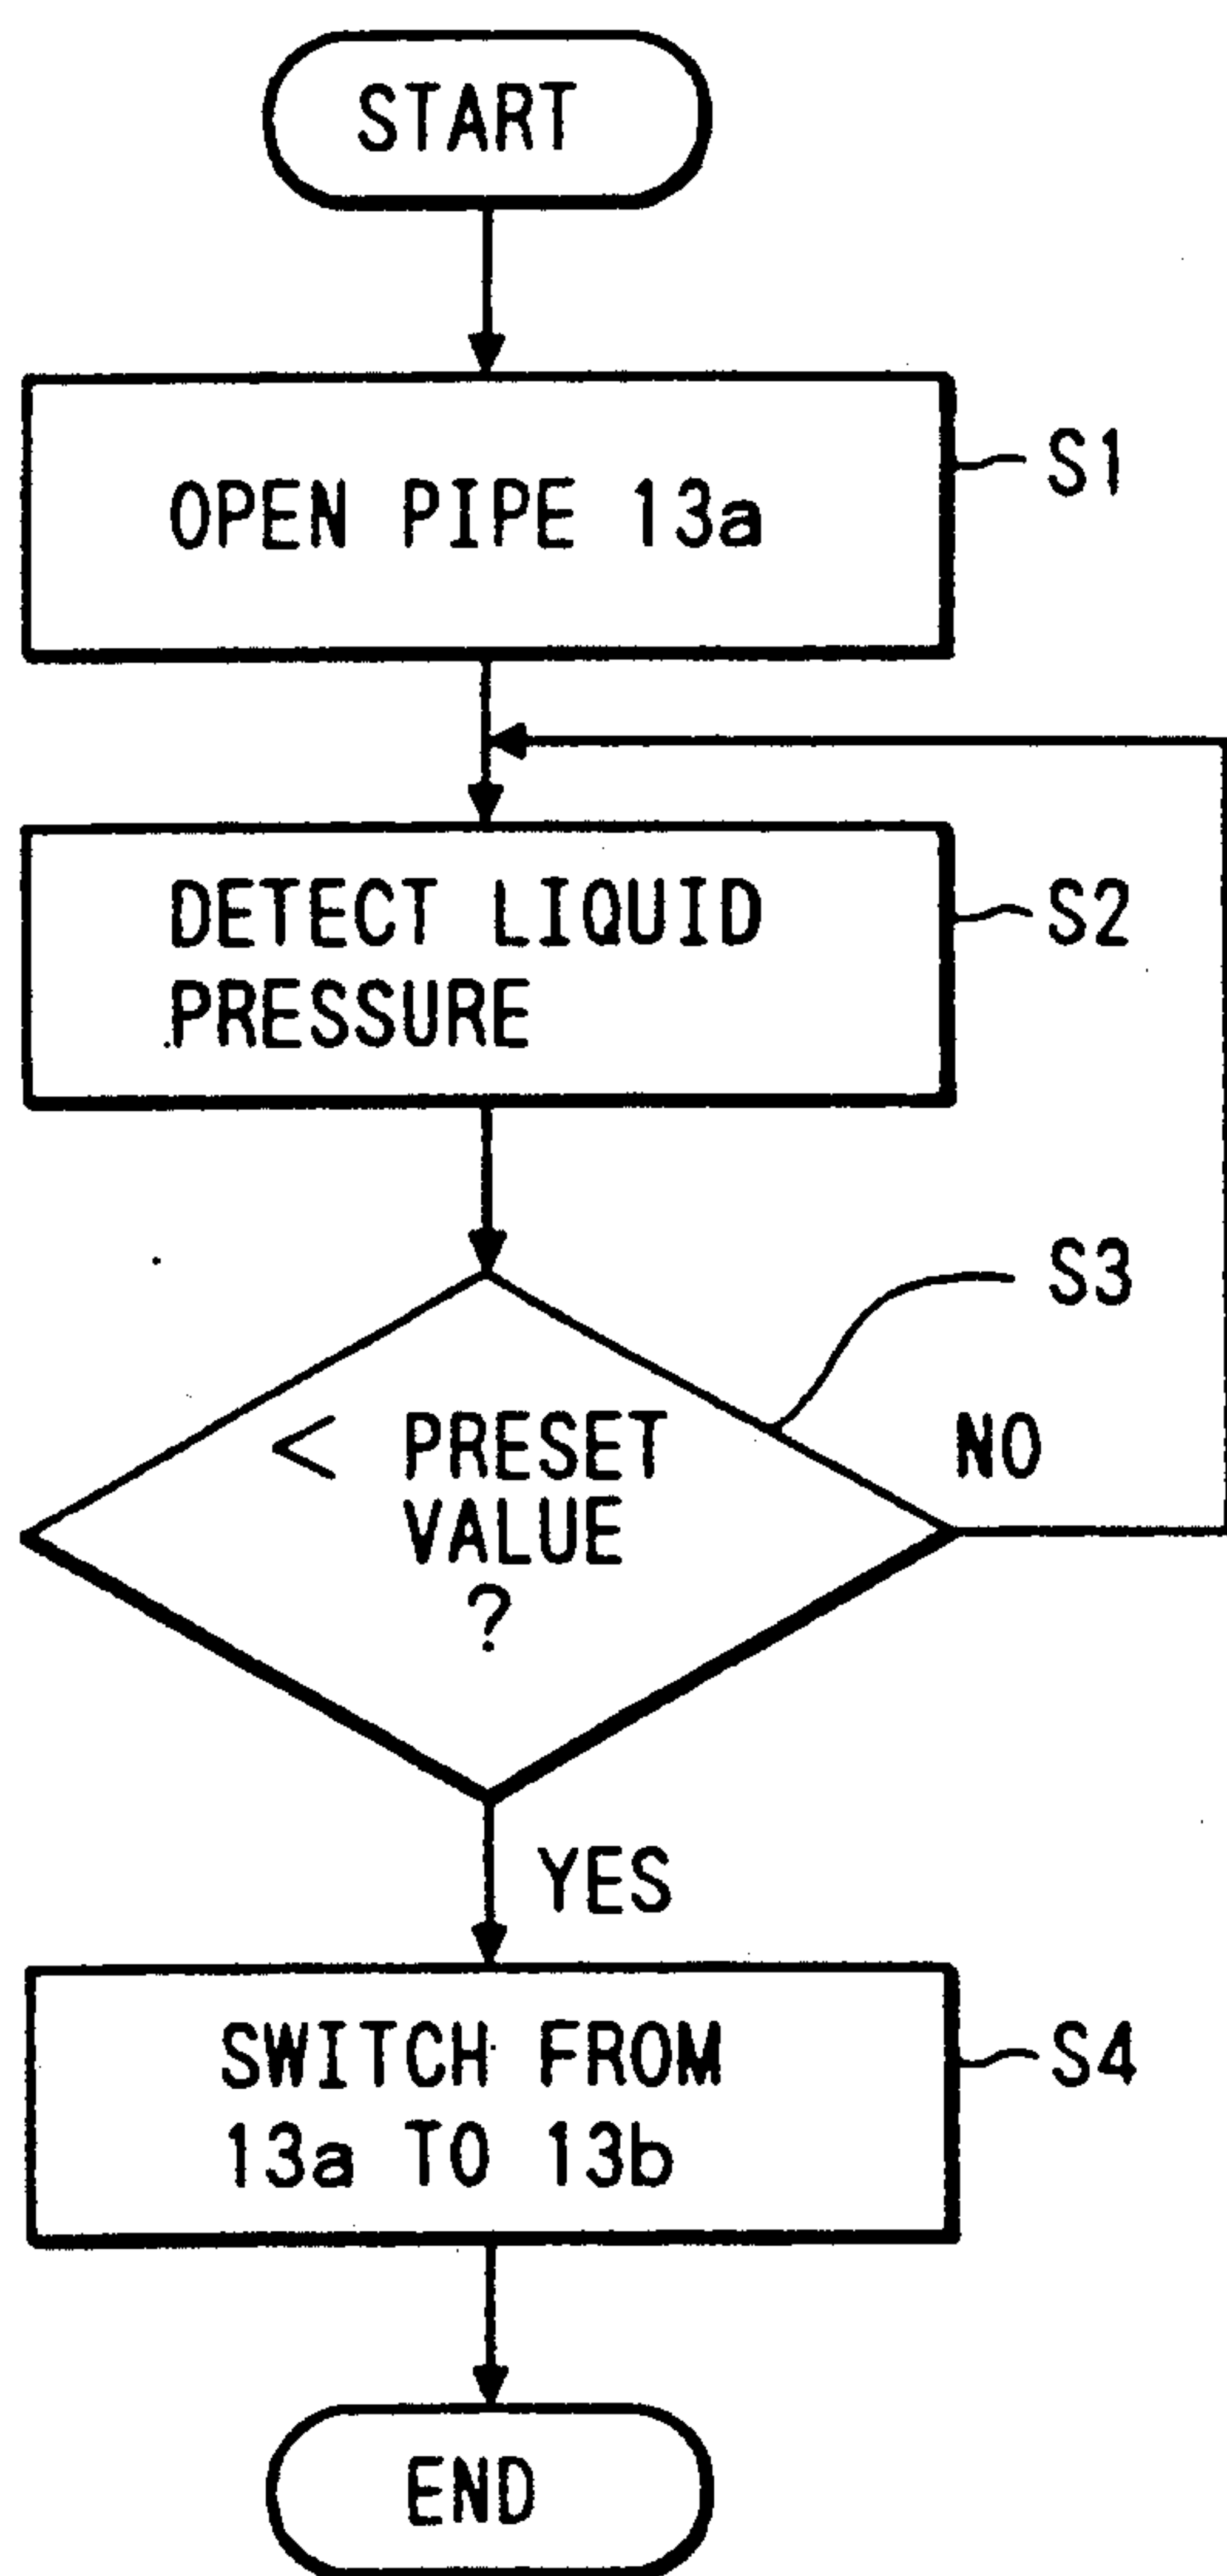 START
OPEN PIPE 13a
S1
DETECT LIQUID
PRESSURE
S2
S3
< PRESET
VALUE
?
NO
YES
SWITCH FROM
13a TO 13b
S4
END